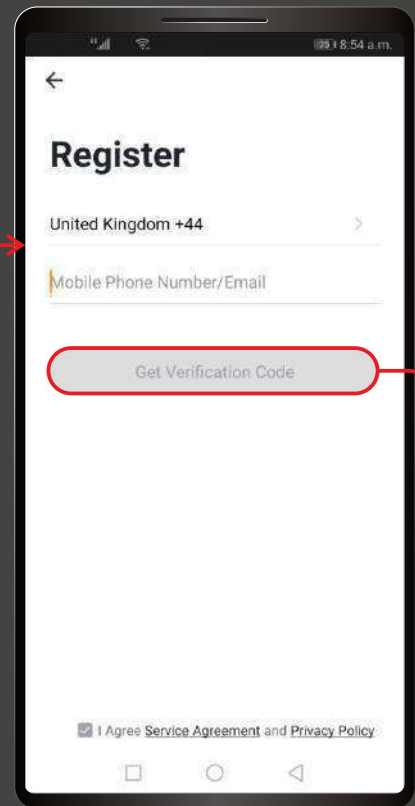 25 8:54 a.m.
Register
United Kingdom +44
Mobile Phone Number/Email
Get Verification Code
I Agree Service Agreement and Privacy Policy